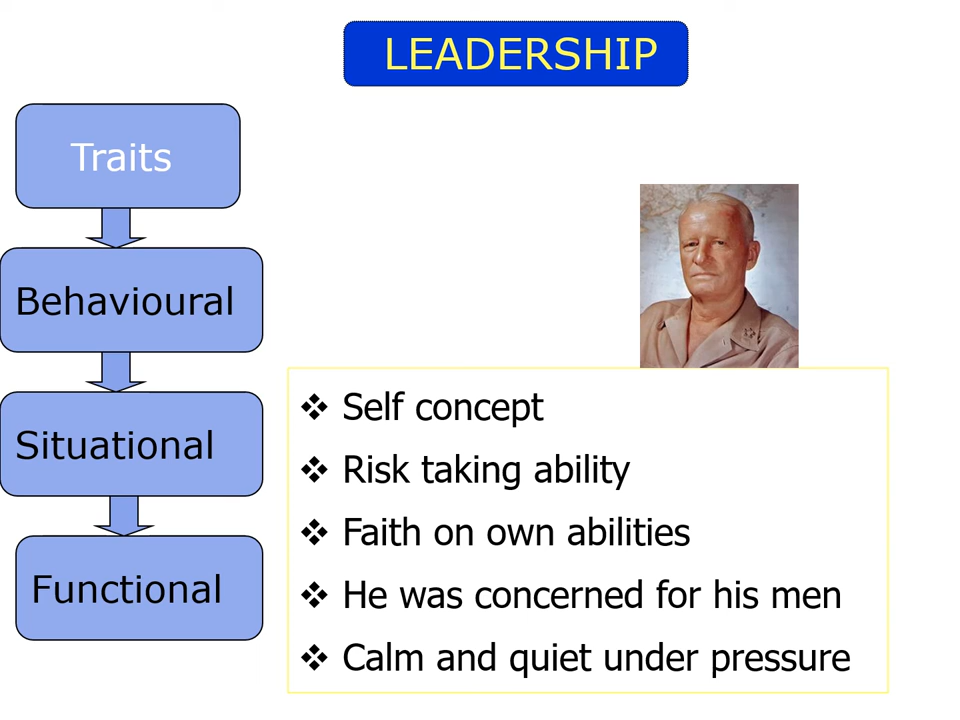 LEADERSHIP
Traits
Behavioural
Situational
Functional
❖ Self concept
❖ Risk taking ability
❖ Faith on own abilities
❖ He was concerned for his men
❖ Calm and quiet under pressure